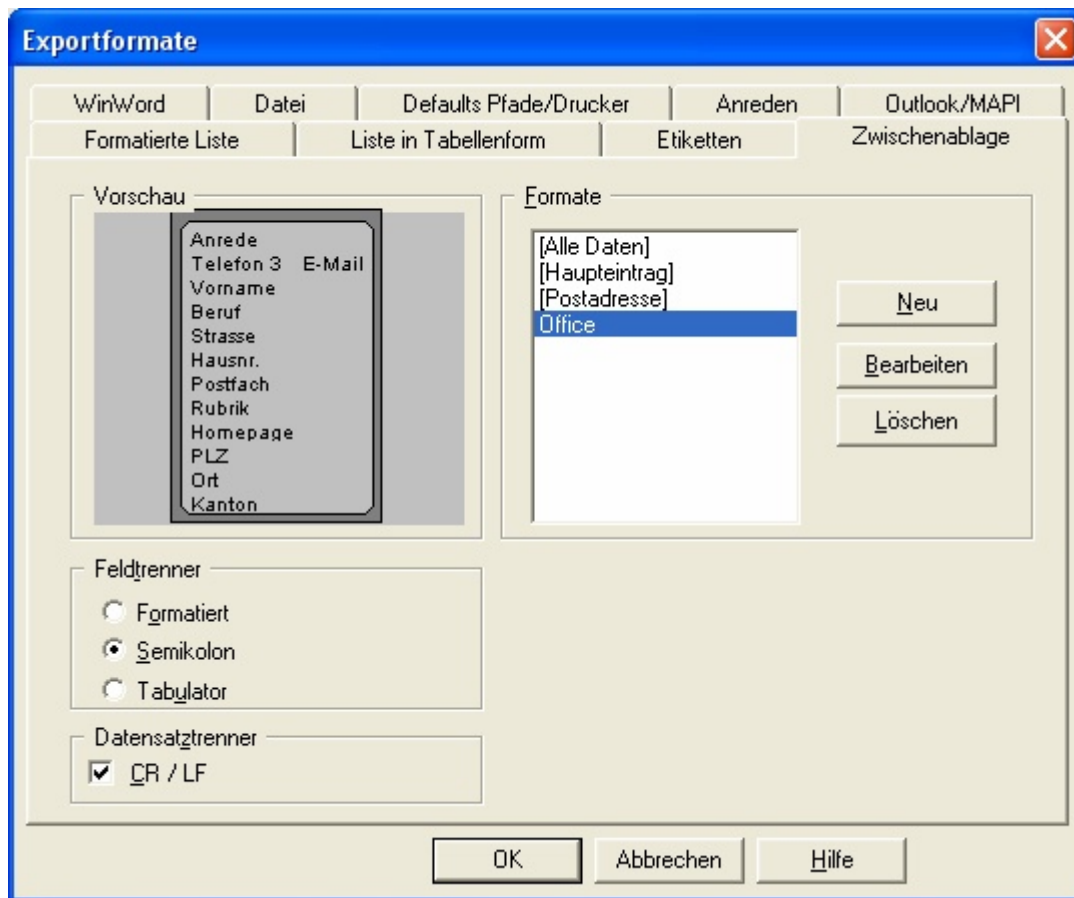 Exportformate
WinWord Datei Defaults Pfade/Drucker Anreden Outlook/MAPI
Formatierte Liste Liste in Tabellenform Etiketten Zwischenablage
Vorschau
Anrede
Telefon 3 E-Mail
Vorname
Beruf
Strasse
Hausnr.
Postfach
Rubrik
Homepage
PLZ
Ort
Kanton
Formate
[Alle Daten]
[Haupteintrag]
[Postadresse]
Office
Neu
Bearbeiten
Löschen
Feldtrenner
Formatiert
Semikolon
Tabulator
Datensatztrenner
CR / LF
OK Abbrechen Hilfe